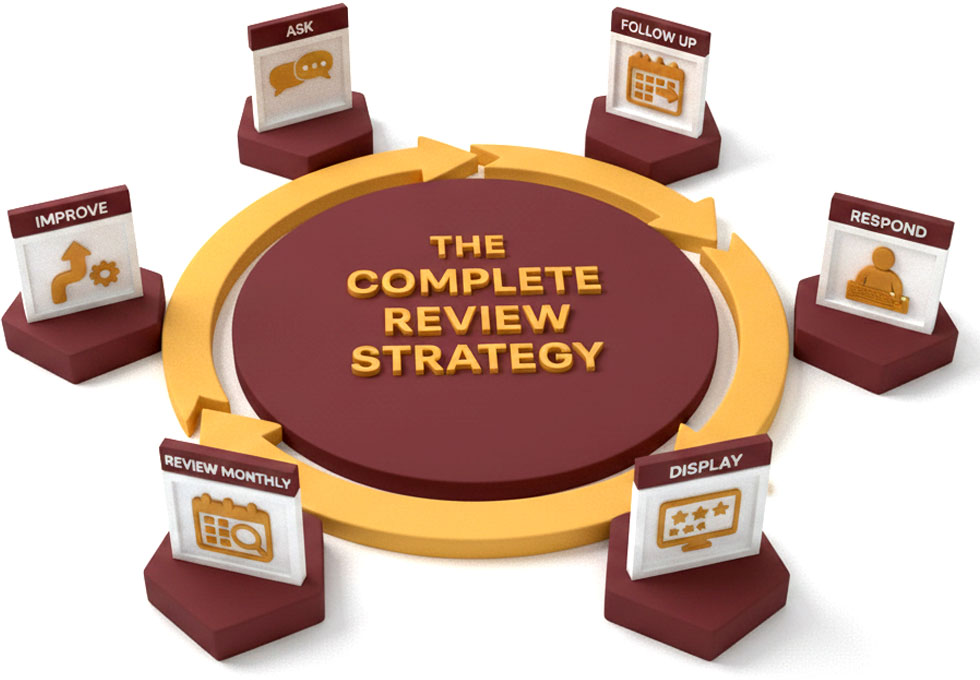 ASK
FOLLOW UP
IMPROVE
RESPOND
THE
COMPLETE
REVIEW
STRATEGY
REVIEW MONTHLY
DISPLAY